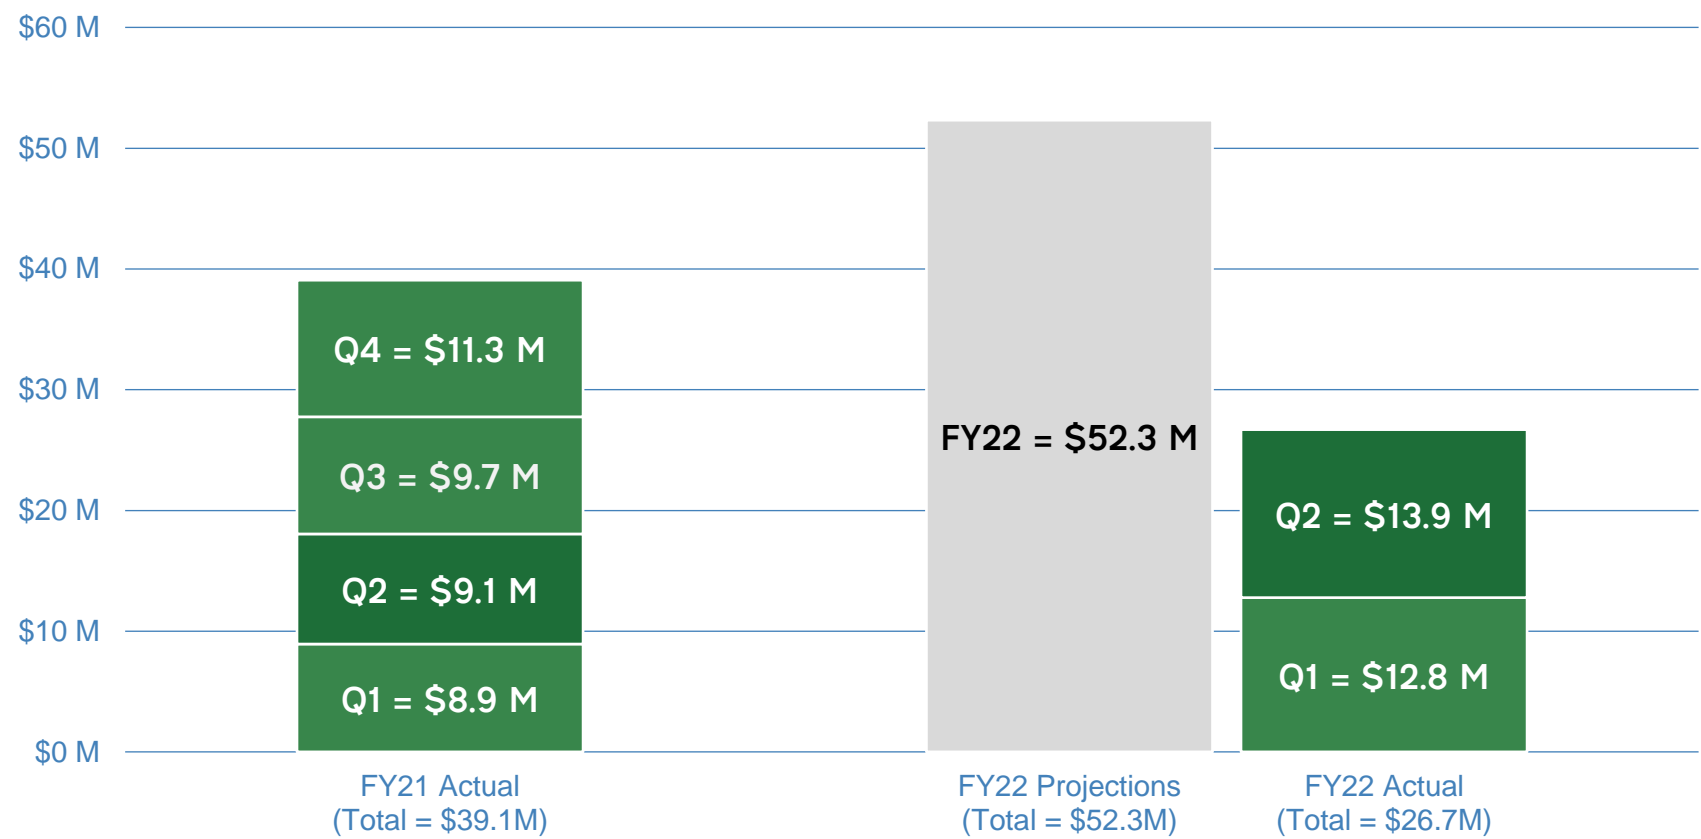 $60 M
$50 M
$40 M
$30 M
$20 M
$10 M
$0 M
Q4 = $11.3 M
Q3 = $9.7 M
Q2 = $9.1 M
Q1 = $8.9 M
FY22 = $52.3 M
Q2 = $13.9 M
Q1 = $12.8 M
FY21 Actual
(Total = $39.1M)
FY22 Projections
(Total = $52.3M)
FY22 Actual
(Total = $26.7M)